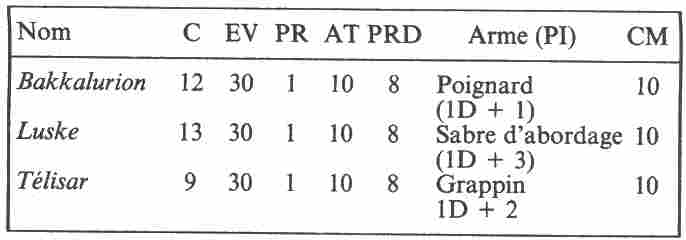 Nom C EV PR AT PRD Arme (PI) CM
Bakkalurion 12 30 1 10 8 Poignard 10
(1D + 1)
Luske 13 30 1 10 8 Sabre d'abordage 10
(1D + 3)
Télisar 9 30 1 10 8 Grappin 10
1D + 2